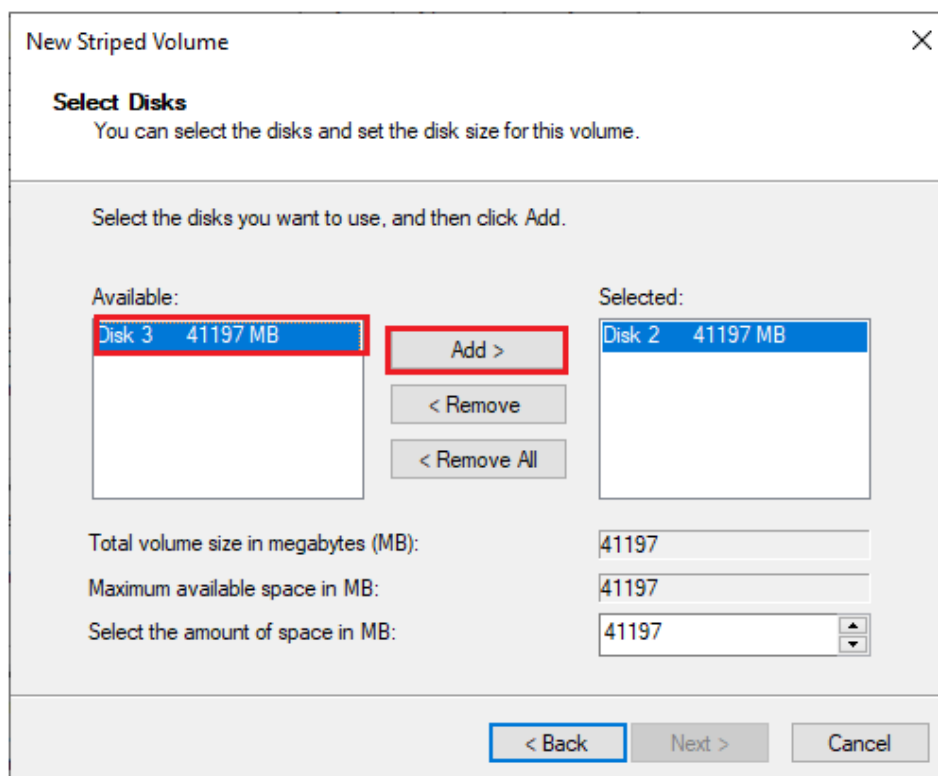 New Striped Volume
Select Disks
You can select the disks and set the disk size for this volume.
Select the disks you want to use, and then click Add.
Available:
Selected:
Disk 3 41197 MB
Add >
Disk 2 41197 MB
< Remove
< Remove All
Total volume size in megabytes (MB): 41197
Maximum available space in MB: 41197
Select the amount of space in MB: 41197
< Back Next > Cancel